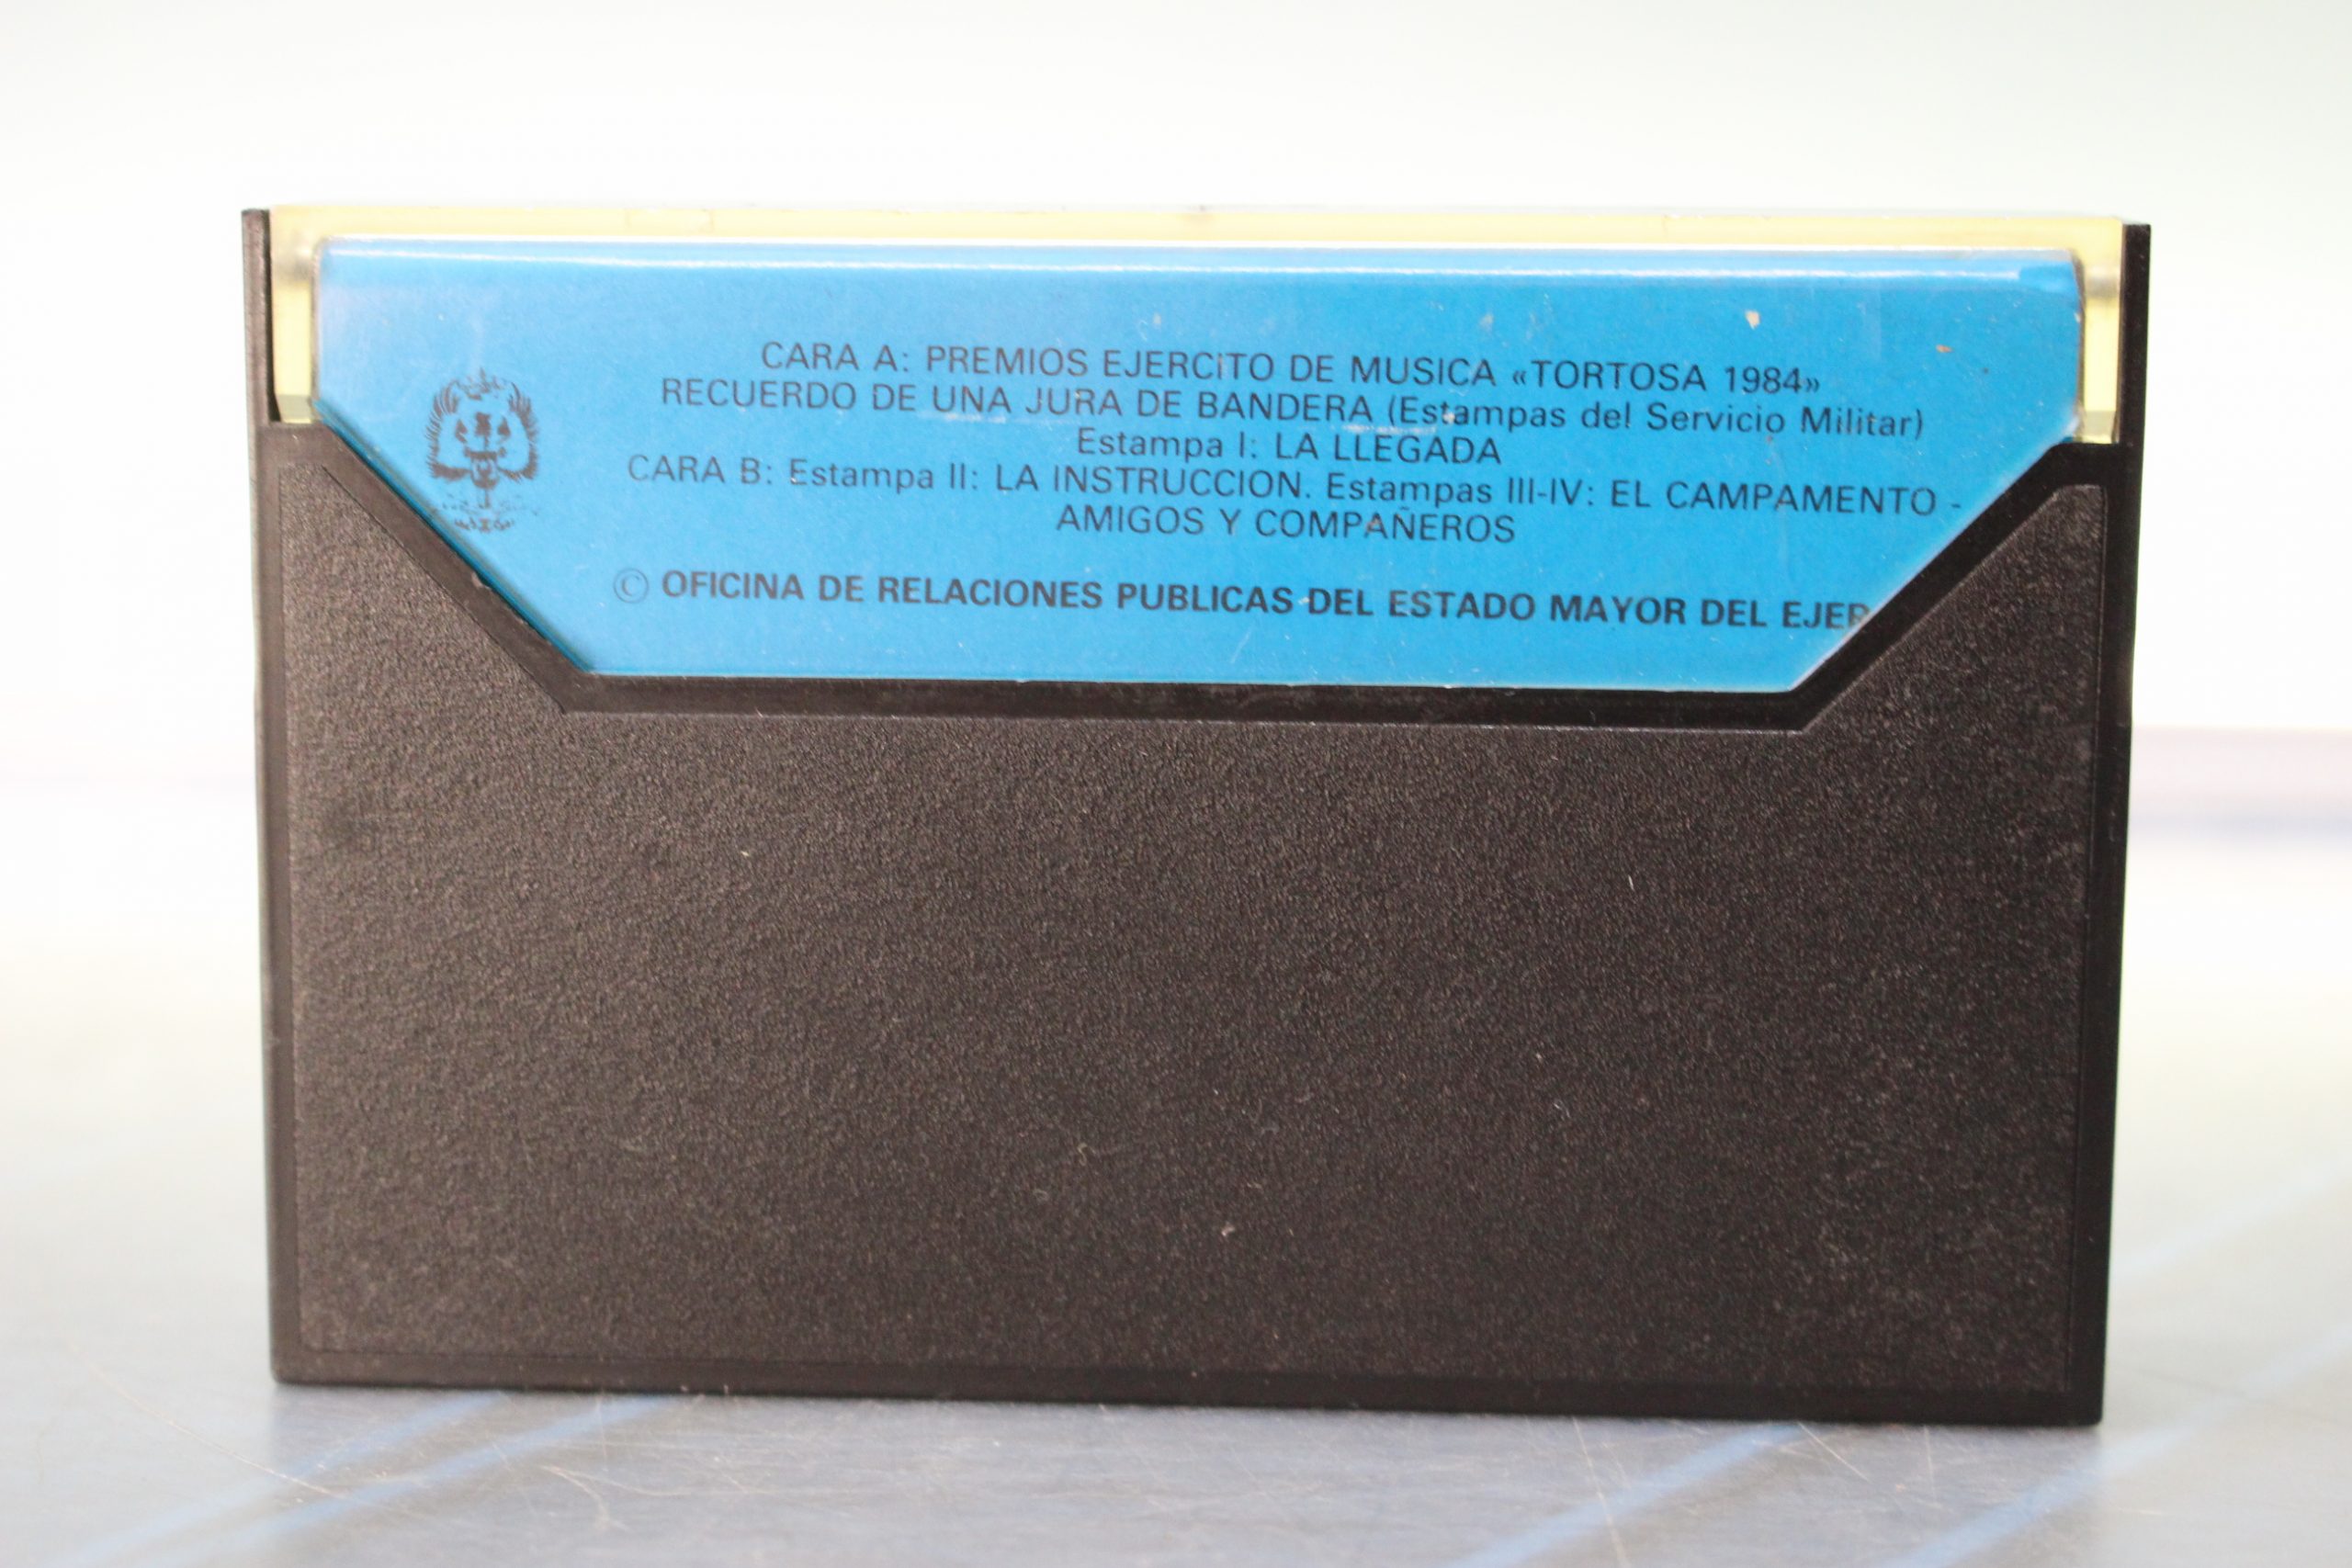 CARA A: PREMIOS EJERCITO DE MUSICA «TORTOSA 1984»
RECUERDO DE UNA JURA DE BANDERA (Estampas del Servicio Militar)
Estampa I: LA LLEGADA
CARA B: Estampa II: LA INSTRUCCION. Estampas III-IV: EL CAMPAMENTO -
AMIGOS Y COMPAÑEROS
© OFICINA DE RELACIONES PUBLICAS DEL ESTADO MAYOR DEL EJER